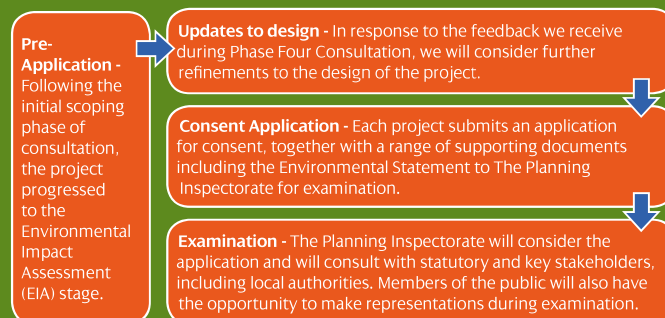 Pre-
Application -
Following the
initial scoping
phase of
consultation,
the project
progressed
to the
Environmental
Impact
Assessment
(EIA) stage.
Updates to design - In response to the feedback we receive
during Phase Four Consultation, we will consider further
refinements to the design of the project.
Consent Application - Each project submits an application
for consent, together with a range of supporting documents
including the Environmental Statement to The Planning
Inspectorate for examination.
Examination - The Planning Inspectorate will consider the
application and will consult with statutory and key stakeholders,
including local authorities. Members of the public will also have
the opportunity to make representations during examination.